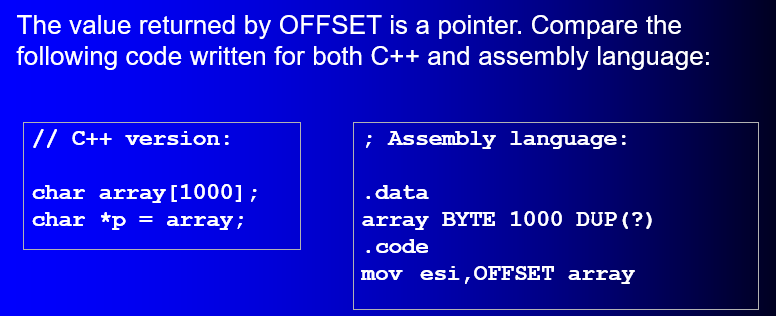 The value returned by OFFSET is a pointer. Compare the
following code written for both C++ and assembly language:
// C++ version:
char array[1000];
char *p = array;
; Assembly language:
.data
array BYTE 1000 DUP(?)
.code
mov esi,OFFSET array